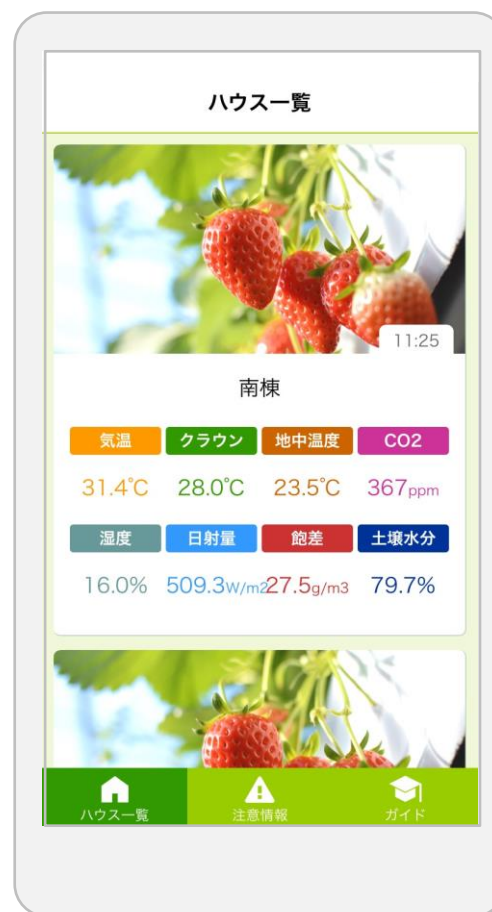 ハウス一覧
11:25
南棟
気温 クラウン 地中温度 CO2
31.4℃ 28.0℃ 23.5℃ 367ppm
湿度 日射量 飽差 土壌水分
16.0% 509.3W/m2 27.5g/m3 79.7%
ハウス一覧 注意情報 ガイド